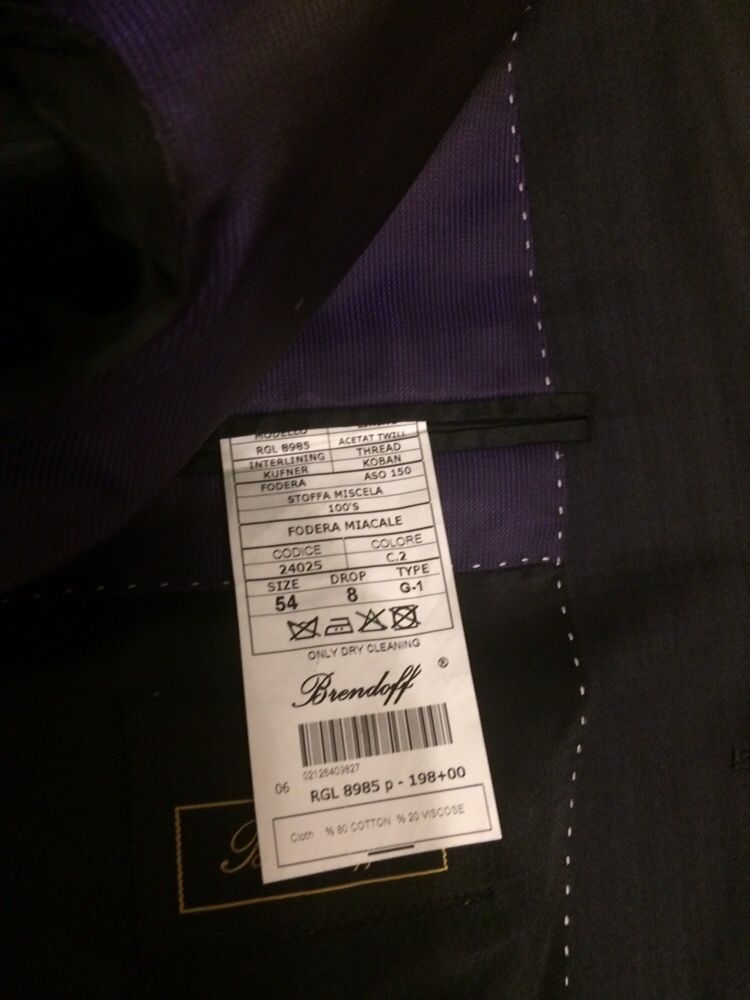 MODELLO
RGL 8985 ACETAT TWILL
INTERLINING THREAD
KUFNER KOBAN
FODERA ASO 150
STOFFA MISCELA
100'S
FODERA MIACALE
CODICE COLORE
24025 C.2
SIZE DROP TYPE
54 8 G-1
ONLY DRY CLEANING
Brendoff ®
02126409827
06 RGL 8985 p - 198+00
Cloth % 80 COTTON % 20 VISCOSE